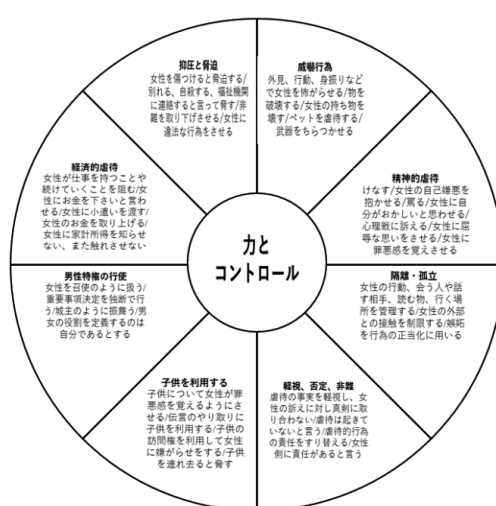 抑圧と脅迫
女性を傷つけると脅迫する/
別れる、自殺する、福祉機関
に連絡すると言って脅す/非
難を取り下げさせる/女性に
違法な行為をさせる
威嚇行為
外見、行動、身振りなど
で女性を怖がらせる/物を
破壊する/女性の持ち物を
壊す/ペットを虐待する/
武器をちらつかせる
経済的虐待
女性が仕事を持つことや
続けていくことを阻む/女
性にお金を下さいと言わ
せる/女性に小遣いを渡す/
女性のお金を取り上げる/
女性に家計所得を知らせ
ない、また触れさせない
精神的虐待
けなす/女性の自己嫌悪を
抱かせる/罵る/女性に自
分がおかしいと思わせる/
心理戦に訴える/女性に屈
辱な思いをさせる/女性に
罪悪感を覚えさせる
力と
コントロール
男性特権の行使
女性を召使のように扱う/
重要事項決定を独断で行
う/城主のように振舞う/男
女の役割を定義するのは
自分であるとする
隔離・孤立
女性の行動、会う人や話
す相手、読む物、行く場
所を管理する/女性の外部
との接触を制限する/嫉妬
を行為の正当化に用いる
子供を利用する
子供について女性が罪
悪感を覚えるようにさ
せる/伝言のやり取りに
子供を利用する/子供の
訪問権を利用して女性
に嫌がらせをする/子供
を連れ去ると脅す
軽視、否定、非難
虐待の事実を軽視し、女
性の訴えに対し真剣に取
り合わない/虐待は起きて
いないと言う/虐待的行為
の責任をすり替える/女性
側に責任があると言う